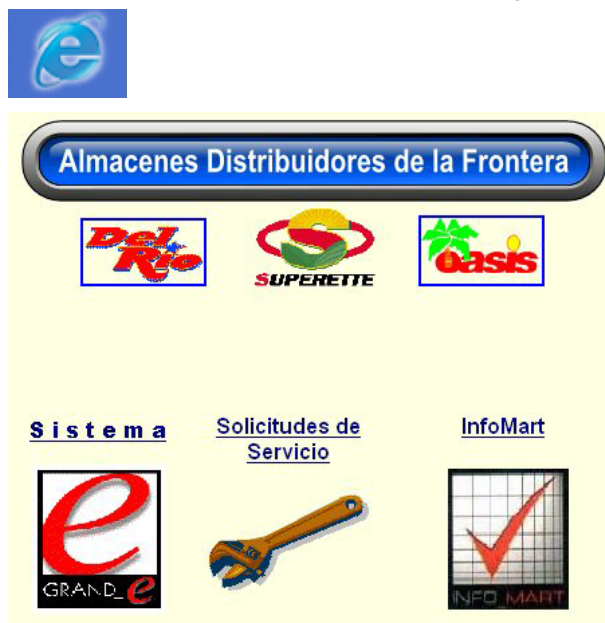 Almacenes Distribuidores de la Frontera
Del Rio
SUPERETTE
Oasis
Sistema
Solicitudes de
Servicio
InfoMart
e
GRAND_e
INFO_MART